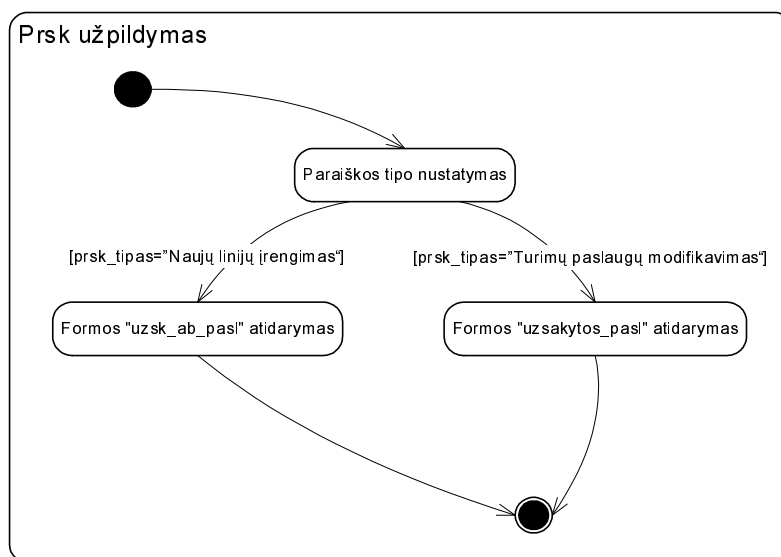 Prsk užpildymas
Paraiškos tipo nustatymas
[prsk_tipas=”Naujų linijų įrengimas“]
[prsk_tipas=”Turimų paslaugų modifikavimas“]
Formos "uzsk_ab_pasl" atidarymas
Formos "uzsakytos_pasl" atidarymas